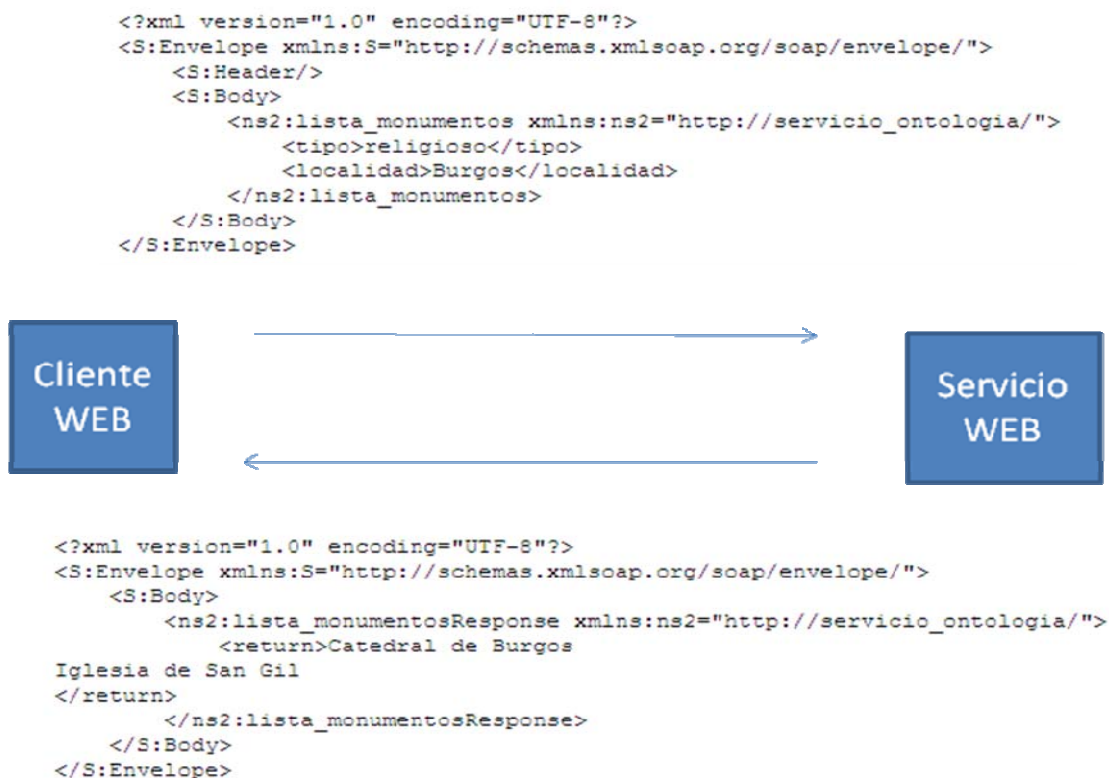 <?xml version="1.0" encoding="UTF-8"?>
<S:Envelope xmlns:S="http://schemas.xmlsoap.org/soap/envelope/">
    <S:Header/>
    <S:Body>
        <ns2:lista_monumentos xmlns:ns2="http://servicio_ontologia/">
            <tipo>religioso</tipo>
            <localidad>Burgos</localidad>
        </ns2:lista_monumentos>
    </S:Body>
</S:Envelope>
Cliente
WEB
Servicio
WEB
<?xml version="1.0" encoding="UTF-8"?>
<S:Envelope xmlns:S="http://schemas.xmlsoap.org/soap/envelope/">
    <S:Body>
        <ns2:lista_monumentosResponse xmlns:ns2="http://servicio_ontologia/">
            <return>Catedral de Burgos
Iglesia de San Gil
</return>
        </ns2:lista_monumentosResponse>
    </S:Body>
</S:Envelope>